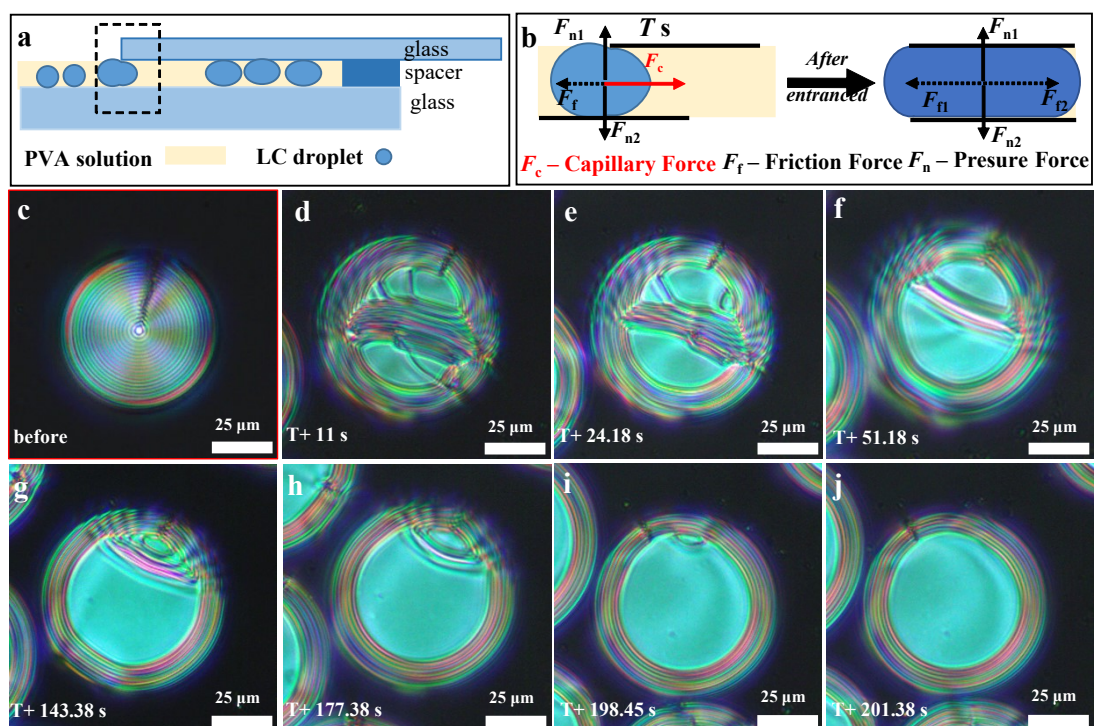 a
glass
spacer
glass
PVA solution LC droplet
b
Fn1 T s Fn1
Fc After
Ff entranced Ff1 Ff2
Fn2 Fn2
Fc – Capillary Force Ff – Friction Force Fn – Presure Force
c
before 25 μm
d
T+ 11 s 25 μm
e
T+ 24.18 s 25 μm
f
T+ 51.18 s 25 μm
g
T+ 143.38 s 25 μm
h
T+ 177.38 s 25 μm
i
T+ 198.45 s 25 μm
j
T+ 201.38 s 25 μm